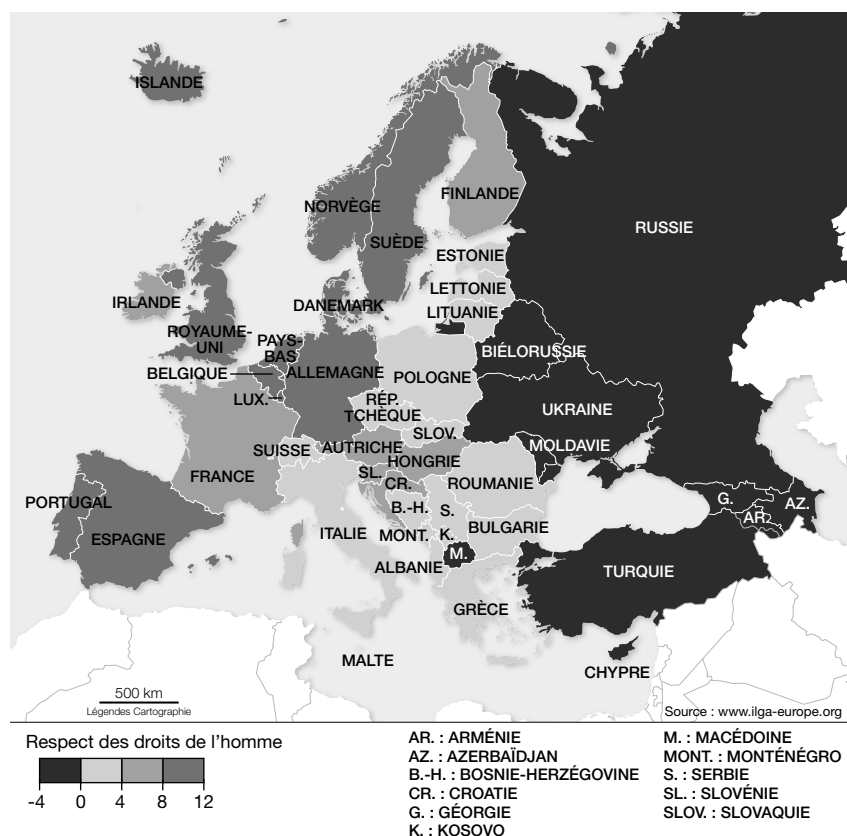 ISLANDE
NORVÈGE
FINLANDE
SUÈDE
RUSSIE
ESTONIE
LETTONIE
LITUANIE
IRLANDE
DANEMARK
ROYAUME-
UNI
PAYS-
BAS
BELGIQUE
ALLEMAGNE
LUX.
POLOGNE
BIÉLORUSSIE
RÉP.
TCHÈQUE
UKRAINE
SLOV.
MOLDAVIE
SUISSE
AUTRICHE
HONGRIE
FRANCE
SL.
CR.
ROUMANIE
PORTUGAL
ESPAGNE
B.-H.
S.
ITALIE
BULGARIE
MONT.
K.
M.
ALBANIE
G.
AZ.
AR.
TURQUIE
GRÈCE
MALTE
CHYPRE
500 km
Légendes Cartographie
Source : www.ilga-europe.org
Respect des droits de l’homme
-4 0 4 8 12
AR. : ARMÉNIE
AZ. : AZERBAÏDJAN
B.-H. : BOSNIE-HERZÉGOVINE
CR. : CROATIE
G. : GÉORGIE
K. : KOSOVO
M. : MACÉDOINE
MONT. : MONTÉNÉGRO
S. : SERBIE
SL. : SLOVÉNIE
SLOV. : SLOVAQUIE